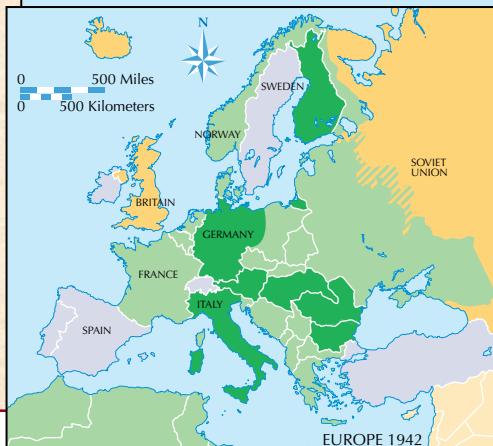 N
0 500 Miles
0 500 Kilometers
SWEDEN
NORWAY
SOVIET
UNION
BRITAIN
GERMANY
FRANCE
ITALY
SPAIN
EUROPE 1942